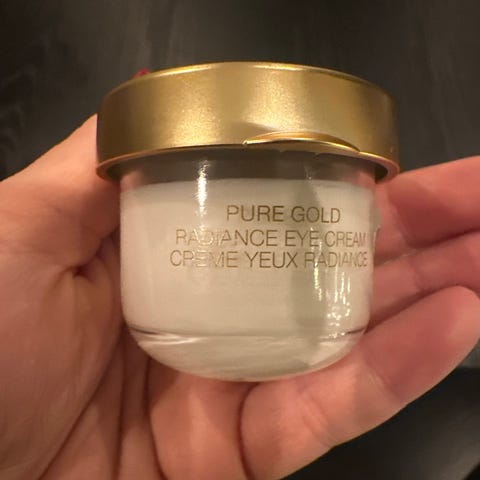 PURE GOLD
RADIANCE EYE CREAM
CRÈME YEUX RADIANCE